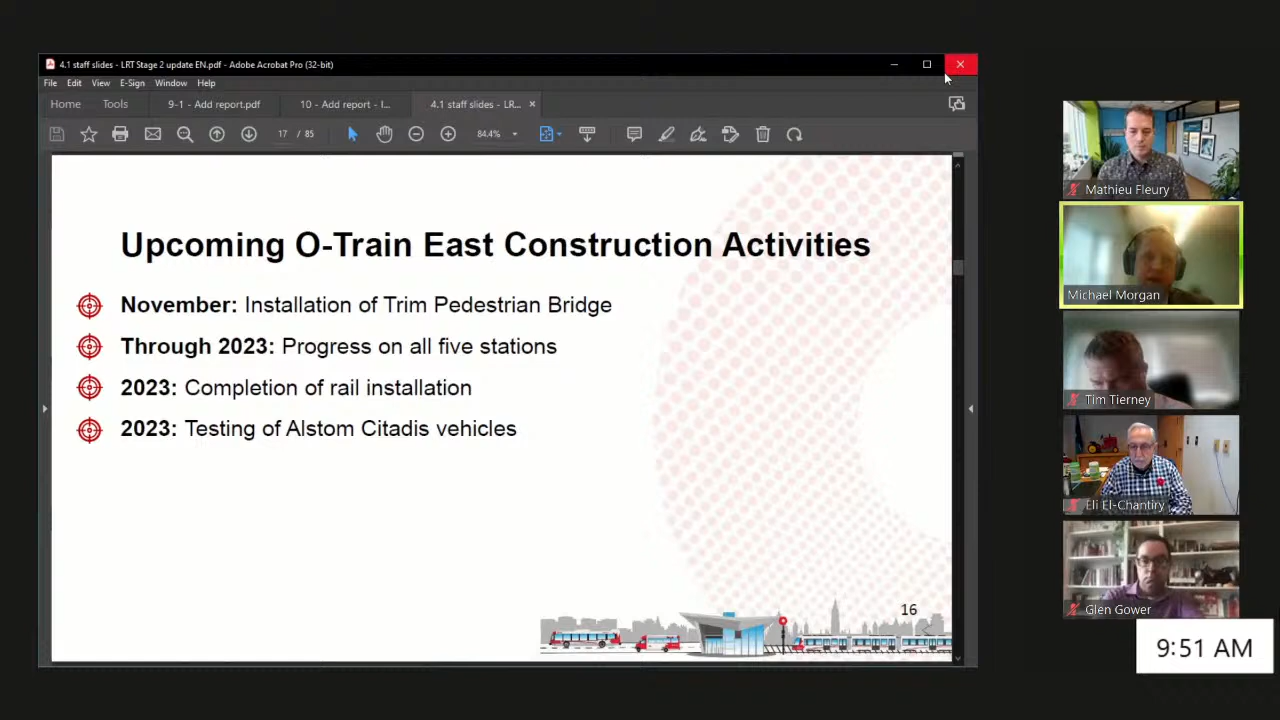 4.1 staff slides - LRT Stage 2 update EN.pdf - Adobe Acrobat Pro (32-bit)
File Edit View E-Sign Window Help
Home Tools 9-1 - Add report.pdf 10 - Add report - I... 4.1 staff slides - LR...
17 / 85 84.4%
Upcoming O-Train East Construction Activities
November: Installation of Trim Pedestrian Bridge
Through 2023: Progress on all five stations
2023: Completion of rail installation
2023: Testing of Alstom Citadis vehicles
16
Mathieu Fleury
Michael Morgan
Tim Tierney
Eli El-Chantiry
Glen Gower
9:51 AM